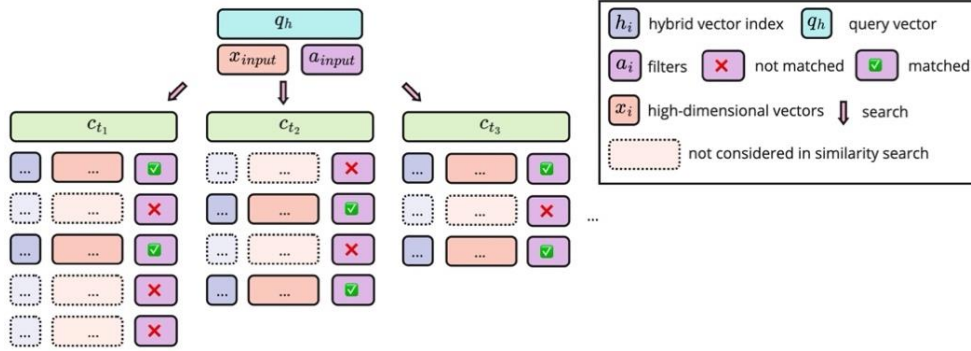 q_h
x_input a_input
c_t1 c_t2 c_t3
... ... ✅ ... ... ❌ ... ... ✅
... ... ❌ ... ... ✅ ... ... ❌ ...
... ... ✅ ... ... ❌ ... ... ✅
... ... ❌ ... ... ✅
... ... ❌
h_i hybrid vector index q_h query vector
a_i filters ❌ not matched ✅ matched
x_i high-dimensional vectors search
... not considered in similarity search